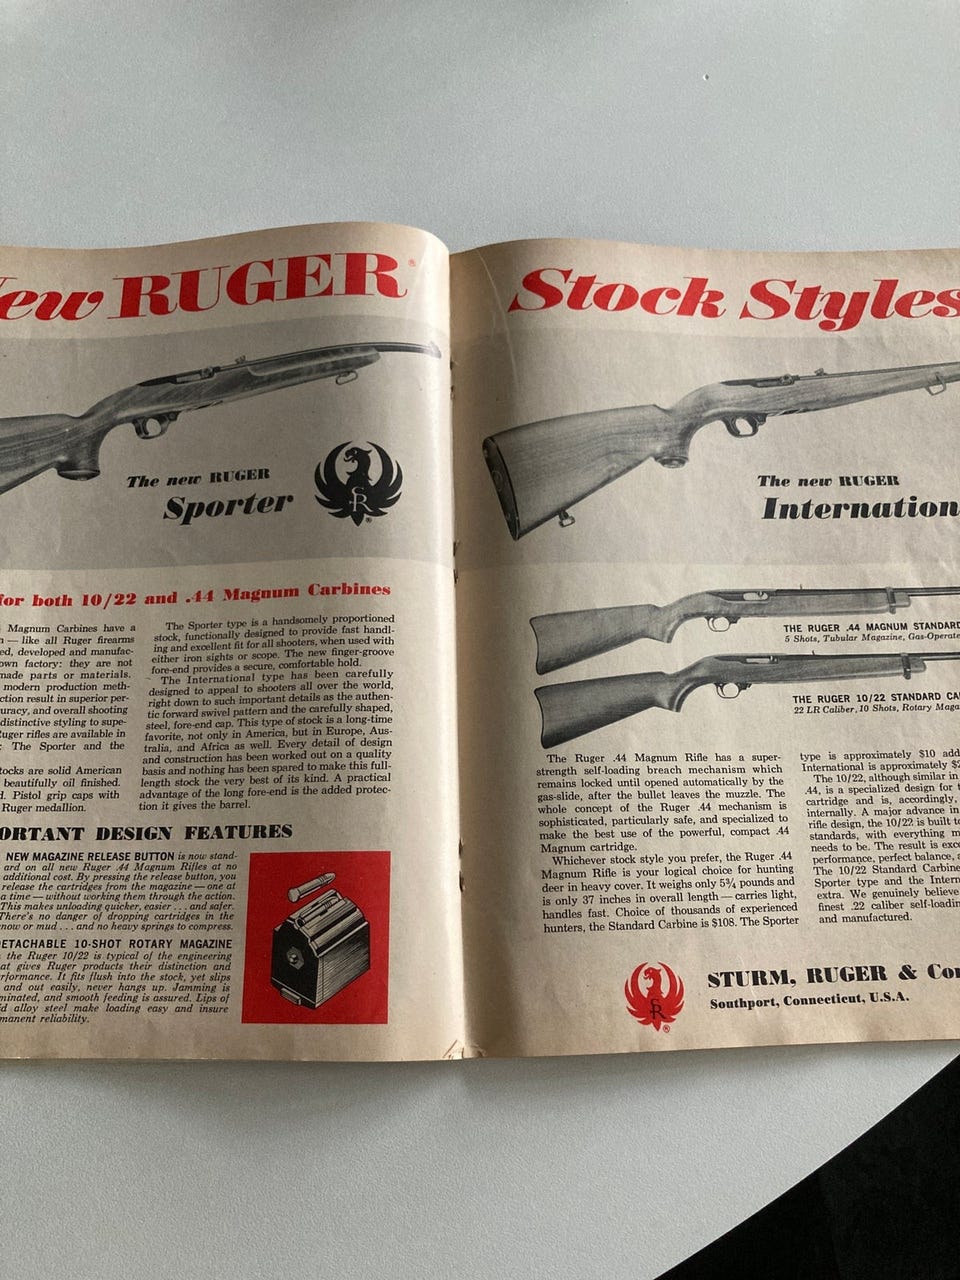 RUGER®
Stock Styles
The new RUGER
Sporter
SR
®
The new RUGER
for both 10/22 and .44 Magnum Carbines
Magnum Carbines have a
— like all Ruger firearms
developed and manufac-
own factory: they are not
made parts or materials.
modern production meth-
result in superior per-
and overall shooting
distinctive styling to supe-
rifles are available in
The Sporter and the
are solid American
beautifully oil finished.
Pistol grip caps with
Ruger medallion.
The Sporter type is a handsomely proportioned
stock, functionally designed to provide fast handl-
ing and excellent fit for all shooters, when used with
either iron sights or scope. The new finger-groove
fore-end provides a secure, comfortable hold.
The International type has been carefully
designed to appeal to shooters all over the world,
right down to such important details as the authen-
tic forward swivel pattern and the carefully shaped,
steel, fore-end cap. This type of stock is a long-time
favorite, not only in America, but in Europe, Aus-
tralia, and Africa as well. Every detail of design
and construction has been worked out on a quality
basis and nothing has been spared to make this full-
length stock the very best of its kind. A practical
advantage of the long fore-end is the added protec-
tion it gives the barrel.
DESIGN FEATURES
NEW MAGAZINE RELEASE BUTTON is now stand-
ard on all new Ruger .44 Magnum Rifles at no
additional cost. By pressing the release button, you
release the cartridges from the magazine — one at
a time — without working them through the action.
This makes unloading quicker, easier . . . and safer.
There's no danger of dropping cartridges in the
snow or mud . . . and no heavy springs to compress.
DETACHABLE 10-SHOT ROTARY MAGAZINE
the Ruger 10/22 is typical of the engineering
gives Ruger products their distinction and
It fits flush into the stock, yet slips
and out easily, never hangs up. Jamming is
and smooth feeding is assured. Lips of
alloy steel make loading easy and insure
reliability.
THE RUGER .44 MAGNUM STANDARD
5 Shots, Tubular Magazine,
THE RUGER 10/22 STANDARD
22 LR Caliber, 10 Shots, Rotary
The Ruger .44 Magnum Rifle has a super-
strength self-loading breach mechanism which
remains locked until opened automatically by the
gas-slide, after the bullet leaves the muzzle. The
whole concept of the Ruger .44 mechanism is
sophisticated, particularly safe, and specialized to
make the best use of the powerful, compact .44
Magnum cartridge.
Whichever stock style you prefer, the Ruger .44
Magnum Rifle is your logical choice for hunting
deer in heavy cover. It weighs only 5¾ pounds and
is only 37 inches in overall length — carries light,
handles fast. Choice of thousands of experienced
hunters, the Standard Carbine is $108. The Sporter
type is approximately $10
International is approximately
The 10/22, although similar in
.44, is a specialized design for
cartridge and is, accordingly,
internally. A major advance in
rifle design, the 10/22 is built to
standards, with everything
needs to be. The result is
performance, perfect balance,
The 10/22 Standard
Sporter type and the
extra. We genuinely believe
finest .22 caliber
and manufactured.
SR
®
STURM, RUGER &
Southport, Connecticut, U.S.A.